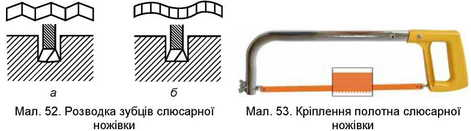 а
б
Мал. 52. Розводка зубців слюсарної
ножівки
Мал. 53. Кріплення полотна слюсарної
ножівки